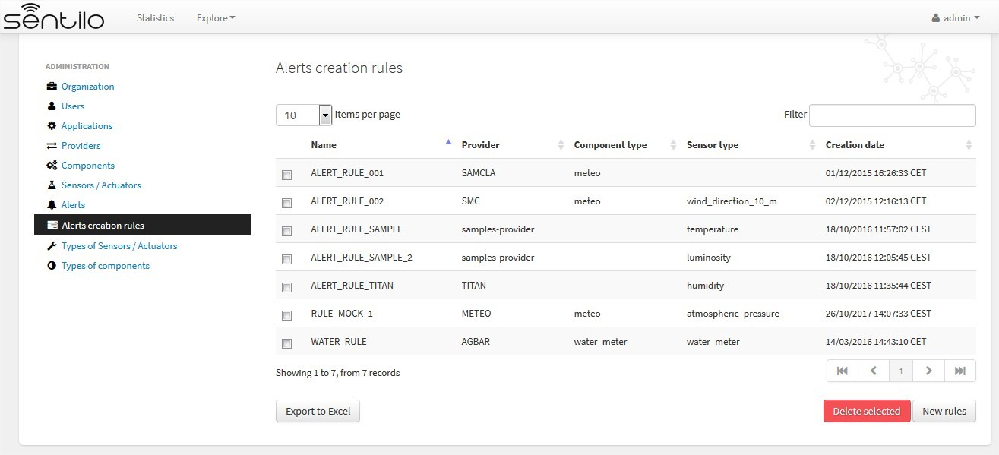 sentilo Statistics Explore admin
ADMINISTRATION
Organization
Users
Applications
Providers
Components
Sensors / Actuators
Alerts
Alerts creation rules
Types of Sensors / Actuators
Types of components
Alerts creation rules
10 items per page Filter
Name Provider Component type Sensor type Creation date
ALERT_RULE_001 SAMCLA meteo 01/12/2015 16:26:33 CET
ALERT_RULE_002 SMC meteo wind_direction_10_m 02/12/2015 12:16:13 CET
ALERT_RULE_SAMPLE samples-provider temperature 18/10/2016 11:57:02 CEST
ALERT_RULE_SAMPLE_2 samples-provider luminosity 18/10/2016 12:05:45 CEST
ALERT_RULE_TITAN TITAN humidity 18/10/2016 11:35:44 CEST
RULE_MOCK_1 METEO meteo atmospheric_pressure 26/10/2017 14:07:33 CEST
WATER_RULE AGBAR water_meter water_meter 14/03/2016 14:43:10 CET
Showing 1 to 7, from 7 records 1
Export to Excel Delete selected New rules